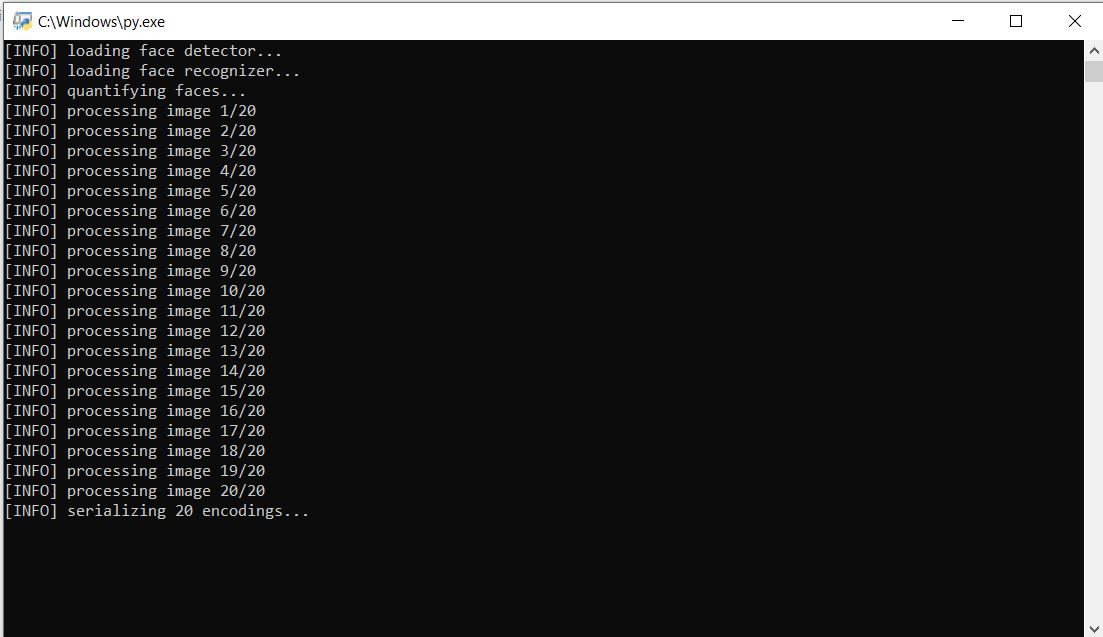 C:\Windows\py.exe
[INFO] loading face detector...
[INFO] loading face recognizer...
[INFO] quantifying faces...
[INFO] processing image 1/20
[INFO] processing image 2/20
[INFO] processing image 3/20
[INFO] processing image 4/20
[INFO] processing image 5/20
[INFO] processing image 6/20
[INFO] processing image 7/20
[INFO] processing image 8/20
[INFO] processing image 9/20
[INFO] processing image 10/20
[INFO] processing image 11/20
[INFO] processing image 12/20
[INFO] processing image 13/20
[INFO] processing image 14/20
[INFO] processing image 15/20
[INFO] processing image 16/20
[INFO] processing image 17/20
[INFO] processing image 18/20
[INFO] processing image 19/20
[INFO] processing image 20/20
[INFO] serializing 20 encodings...